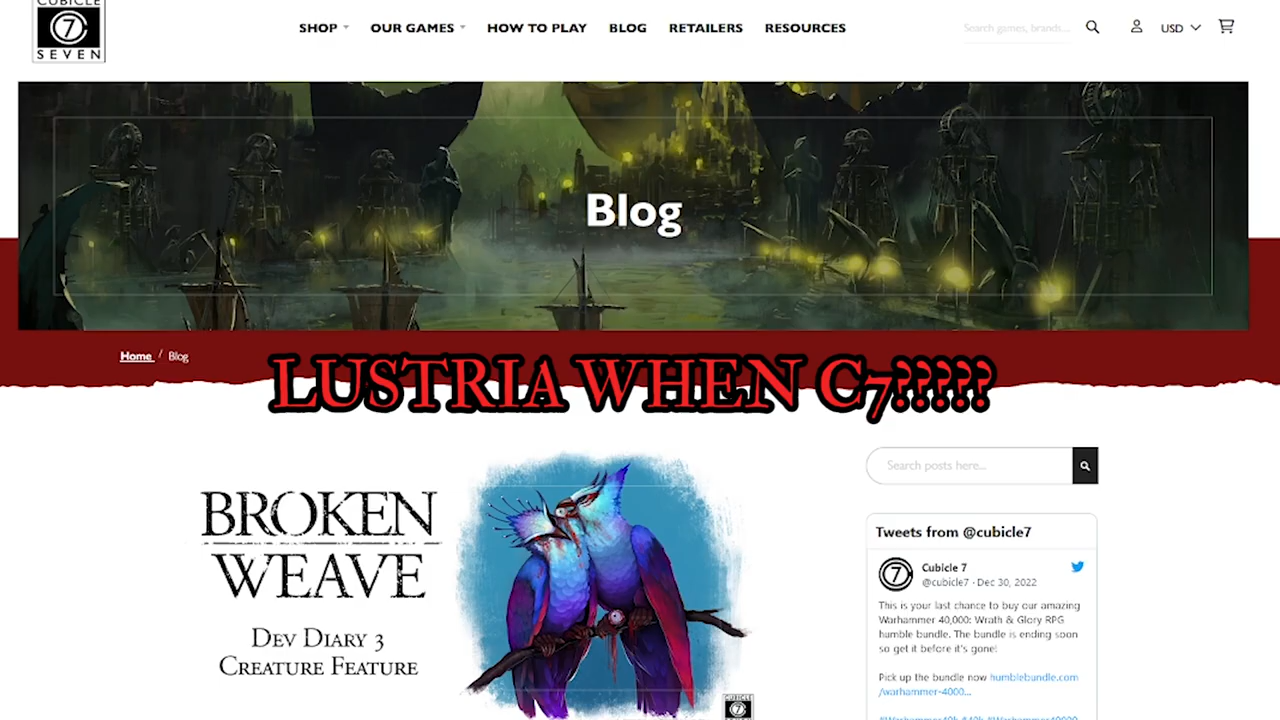 CUBICLE
7
SEVEN
SHOP
OUR GAMES
HOW TO PLAY
BLOG
RETAILERS
RESOURCES
Search games, brands...
USD
Blog
Home / Blog
LUSTRIA WHEN C7?????
BROKEN
WEAVE
DEV DIARY 3
CREATURE FEATURE
CUBICLE
7
Search posts here...
Tweets from @cubicle7
7
Cubicle 7
@cubicle7 · Dec 30, 2022
This is your last chance to buy our amazing
Warhammer 40,000: Wrath & Glory RPG
humble bundle. The bundle is ending soon
so get it before it's gone!
Pick up the bundle now humblebundle.com
/warhammer-4000...